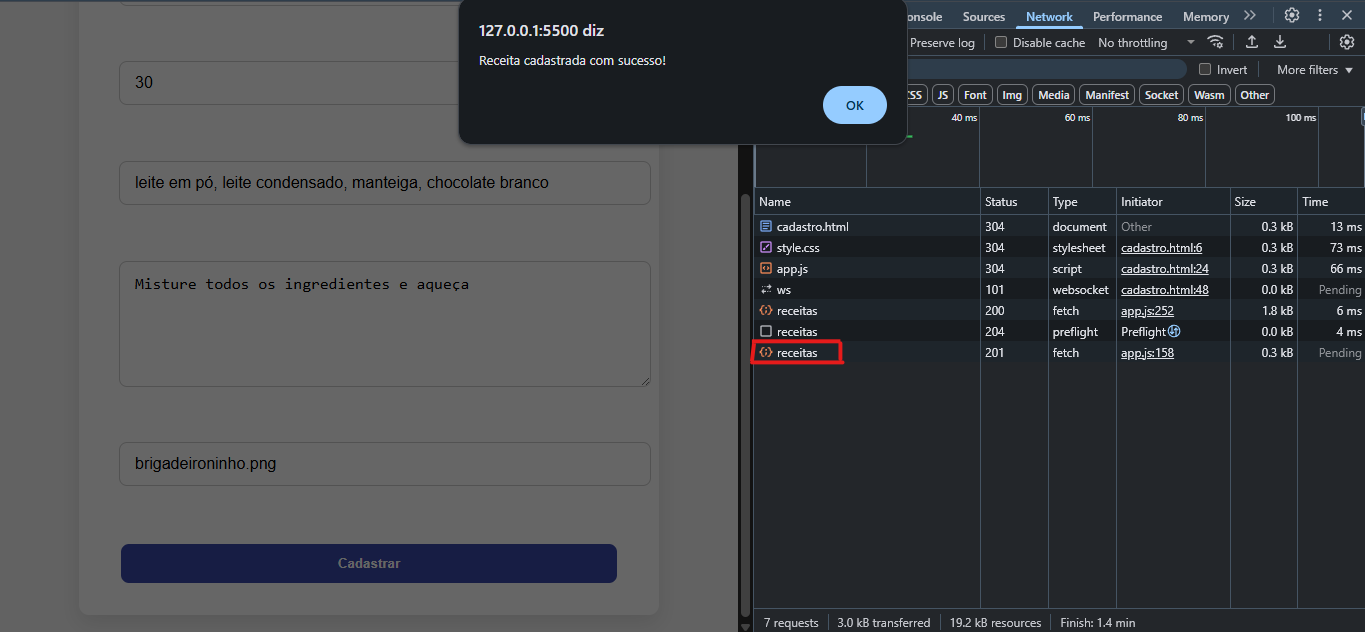 127.0.0.1:5500 diz
Receita cadastrada com sucesso!
OK
30
leite em pó, leite condensado, manteiga, chocolate branco
Misture todos os ingredientes e aqueça
brigadeironinho.png
Cadastrar
Sources Network Performance Memory
Preserve log Disable cache No throttling
Invert More filters
JS Font Img Media Manifest Socket Wasm Other
40 ms 60 ms 80 ms 100 ms
Name Status Type Initiator Size Time
cadastro.html 304 document Other 0.3 kB 13 ms
style.css 304 stylesheet cadastro.html:6 0.3 kB 73 ms
app.js 304 script cadastro.html:24 0.3 kB 66 ms
ws 101 websocket cadastro.html:48 0.0 kB Pending
receitas 200 fetch app.js:252 1.8 kB 6 ms
receitas 204 preflight Preflight 0.0 kB 4 ms
receitas 201 fetch app.js:158 0.3 kB Pending
7 requests 3.0 kB transferred 19.2 kB resources Finish: 1.4 min